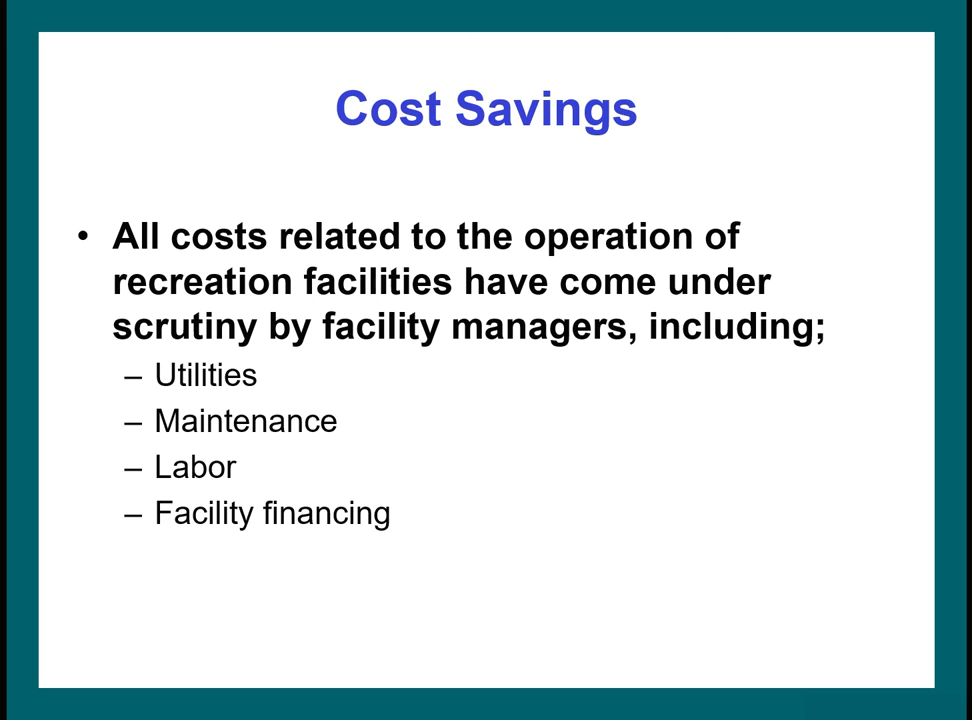 Cost Savings
• All costs related to the operation of
recreation facilities have come under
scrutiny by facility managers, including;
– Utilities
– Maintenance
– Labor
– Facility financing